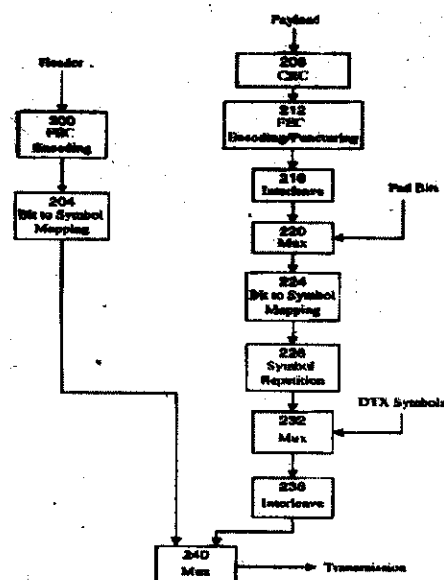 Payload
Header
208
CRC
200
FEC
Encoding
212
FEC
Encoding/Puncturing
216
Interleave
Pad Bits
204
Bit to Symbol
Mapping
220
Mux
224
Bit to Symbol
Mapping
228
Symbol
Repetition
DTX Symbols
232
Mux
236
Interleave
240
Mux
Transmission